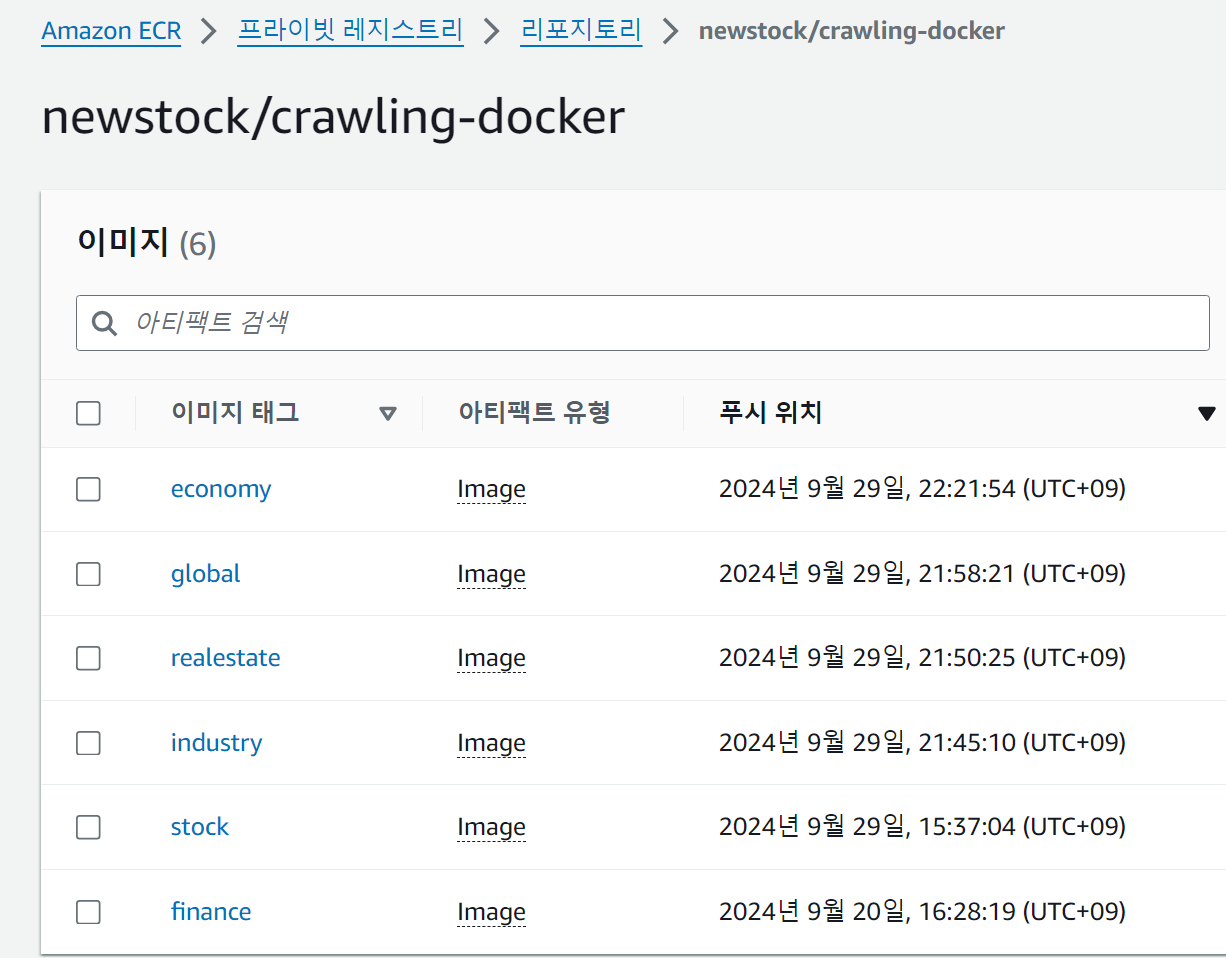 Amazon ECR > 프라이빗 레지스트리 > 리포지토리 > newstock/crawling-docker
newstock/crawling-docker
이미지 (6)
아티팩트 검색
이미지 태그 아티팩트 유형 푸시 위치
economy Image 2024년 9월 29일, 22:21:54 (UTC+09)
global Image 2024년 9월 29일, 21:58:21 (UTC+09)
realestate Image 2024년 9월 29일, 21:50:25 (UTC+09)
industry Image 2024년 9월 29일, 21:45:10 (UTC+09)
stock Image 2024년 9월 29일, 15:37:04 (UTC+09)
finance Image 2024년 9월 20일, 16:28:19 (UTC+09)